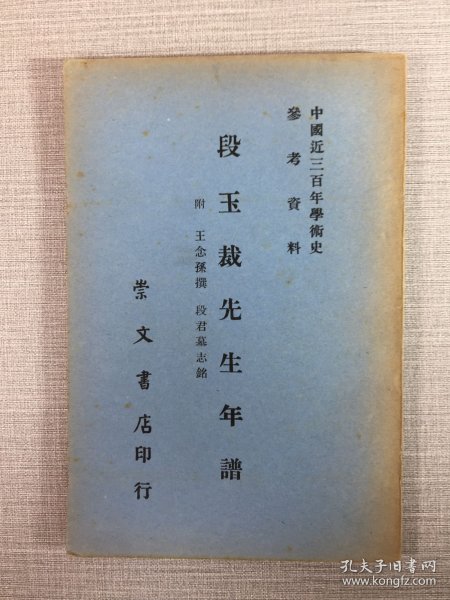 中國近三百年學術史
參考資料
段玉裁先生年譜
附 王念孫撰 段君墓志銘
崇文書店印行
孔夫子旧书网
www.kongfz.com